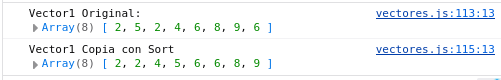 Vector1 Original: vectores.js:113:13
Array(8) [ 2, 5, 2, 4, 6, 8, 9, 6 ]
Vector1 Copia con Sort vectores.js:115:13
Array(8) [ 2, 2, 4, 5, 6, 6, 8, 9 ]